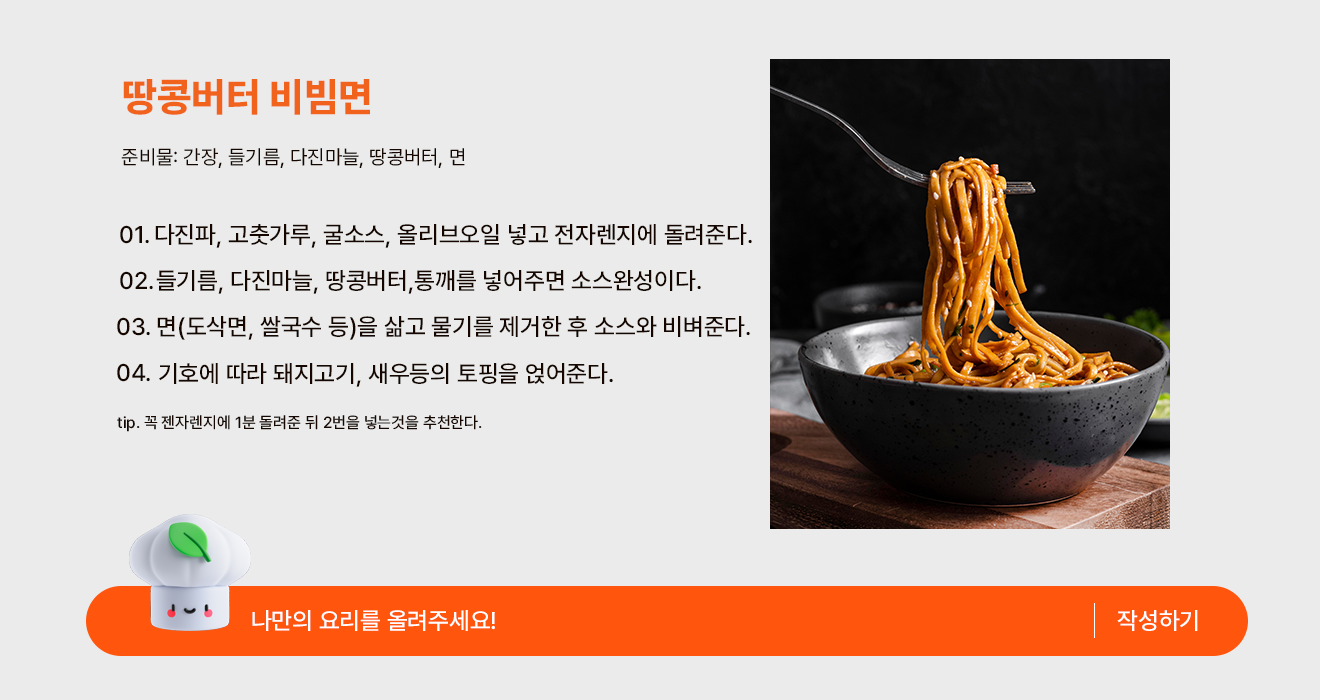 땅콩버터 비빔면
준비물: 간장, 들기름, 다진마늘, 땅콩버터, 면
01. 다진파, 고춧가루, 굴소스, 올리브오일 넣고 전자렌지에 돌려준다.
02.들기름, 다진마늘, 땅콩버터,통깨를 넣어주면 소스완성이다.
03. 면(도삭면, 쌀국수 등)을 삶고 물기를 제거한 후 소스와 비벼준다.
04. 기호에 따라 돼지고기, 새우등의 토핑을 얹어준다.
tip. 꼭 젠자렌지에 1분 돌려준 뒤 2번을 넣는것을 추천한다.
나만의 요리를 올려주세요!
작성하기